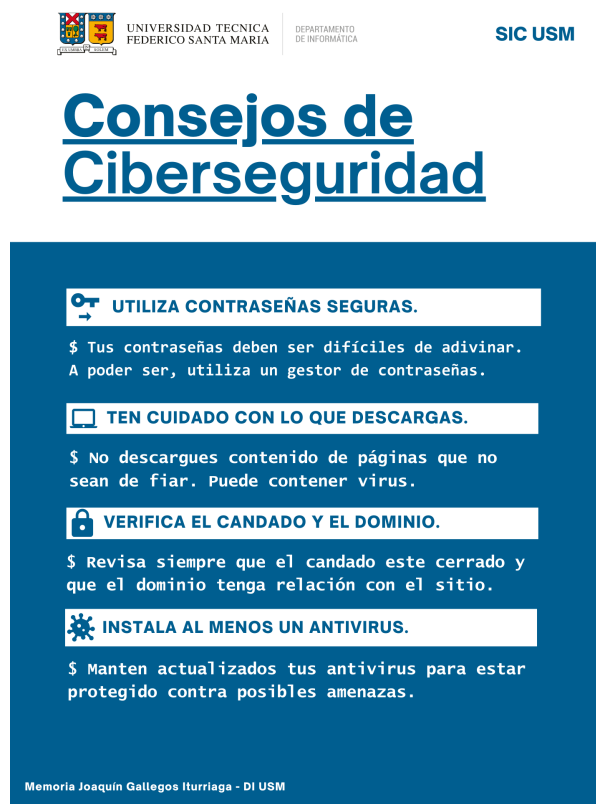 UNIVERSIDAD TECNICA
FEDERICO SANTA MARIA
DEPARTAMENTO
DE INFORMÁTICA
SIC USM
Consejos de
Ciberseguridad
UTILIZA CONTRASEÑAS SEGURAS.
$ Tus contraseñas deben ser difíciles de adivinar.
A poder ser, utiliza un gestor de contraseñas.
TEN CUIDADO CON LO QUE DESCARGAS.
$ No descargues contenido de páginas que no
sean de fiar. Puede contener virus.
VERIFICA EL CANDADO Y EL DOMINIO.
$ Revisa siempre que el candado este cerrado y
que el dominio tenga relación con el sitio.
INSTALA AL MENOS UN ANTIVIRUS.
$ Manten actualizados tus antivirus para estar
protegido contra posibles amenazas.
Memoria Joaquín Gallegos Iturriaga - DI USM